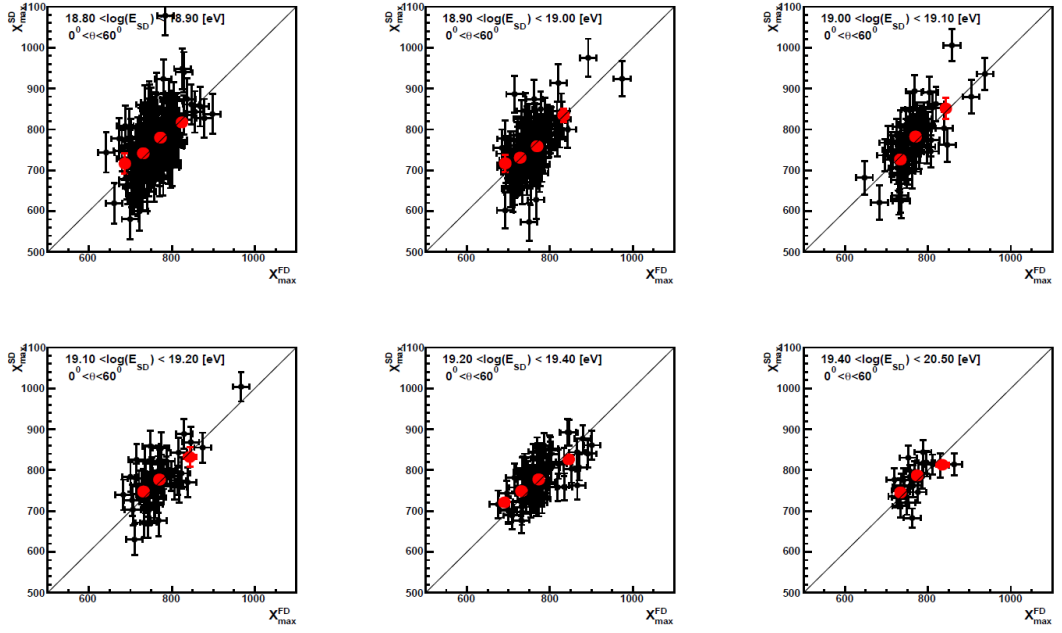 X_max^SD
1100
1000
900
800
700
600
500
18.80 <log(E_SD) < 18.90 [eV]
0^0 <θ<60^0
600 800 1000
X_max^FD
X_max^SD
1100
1000
900
800
700
600
500
18.90 <log(E_SD) < 19.00 [eV]
0^0 <θ<60^0
600 800 1000
X_max^FD
X_max^SD
1100
1000
900
800
700
600
500
19.00 <log(E_SD) < 19.10 [eV]
0^0 <θ<60^0
600 800 1000
X_max^FD
X_max^SD
1100
1000
900
800
700
600
500
19.10 <log(E_SD) < 19.20 [eV]
0^0 <θ<60^0
600 800 1000
X_max^FD
X_max^SD
1100
1000
900
800
700
600
500
19.20 <log(E_SD) < 19.40 [eV]
0^0 <θ<60^0
600 800 1000
X_max^FD
X_max^SD
1100
1000
900
800
700
600
500
19.40 <log(E_SD) < 20.50 [eV]
0^0 <θ<60^0
600 800 1000
X_max^FD